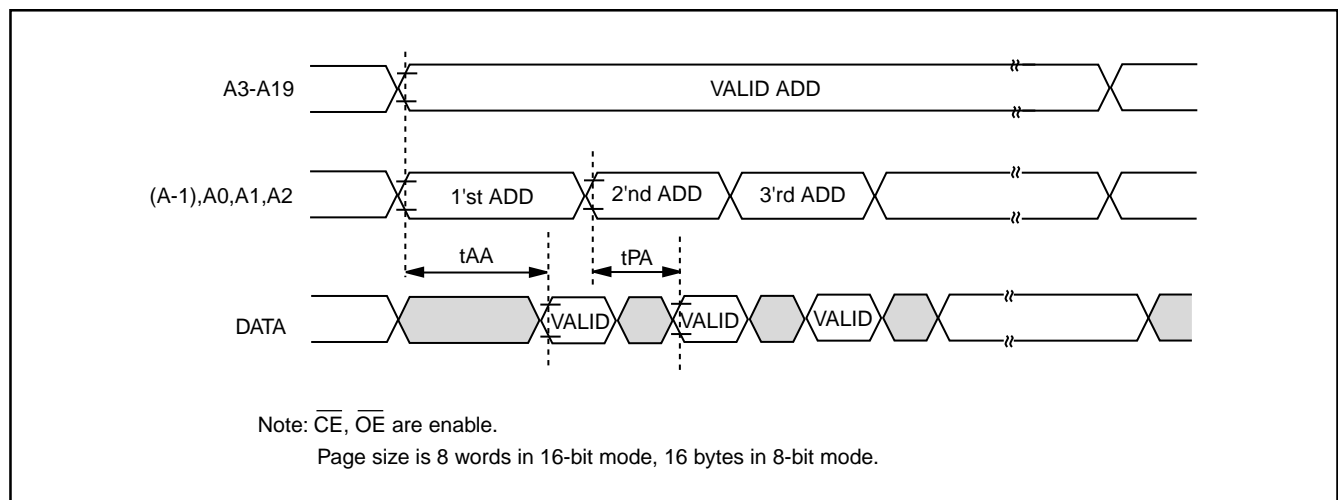 A3-A19
VALID ADD
(A-1),A0,A1,A2
1'st ADD
2'nd ADD
3'rd ADD
tAA
tPA
DATA
VALID
VALID
VALID
Note: C̅E̅, O̅E̅ are enable.
Page size is 8 words in 16-bit mode, 16 bytes in 8-bit mode.